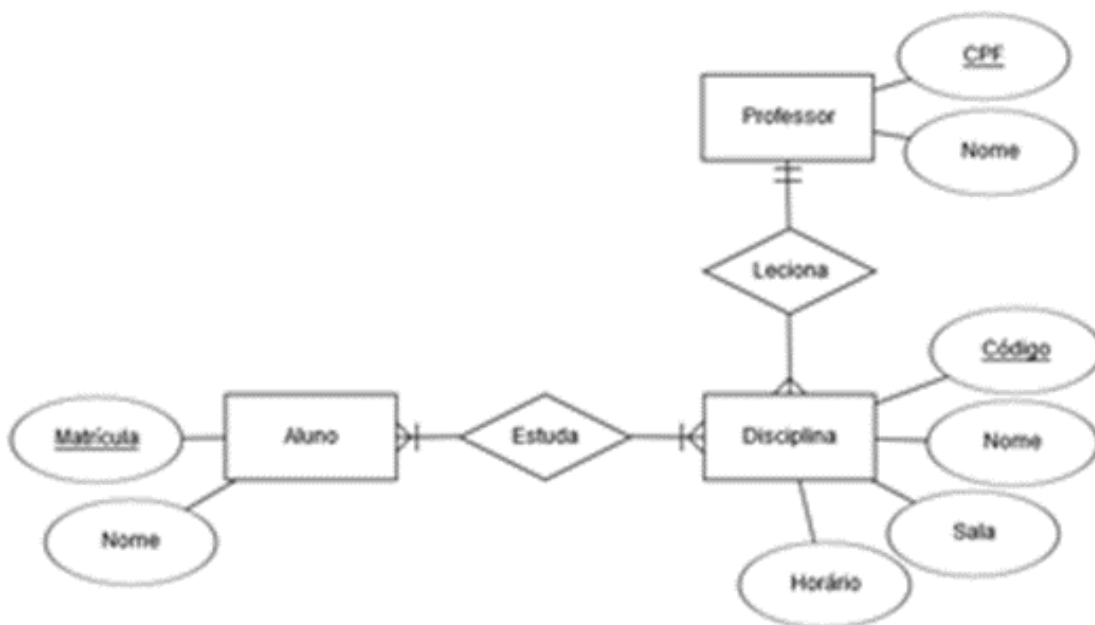 CPF
Professor
Nome
Leciona
Código
Matrícula
Aluno
Estuda
Disciplina
Nome
Nome
Sala
Horário